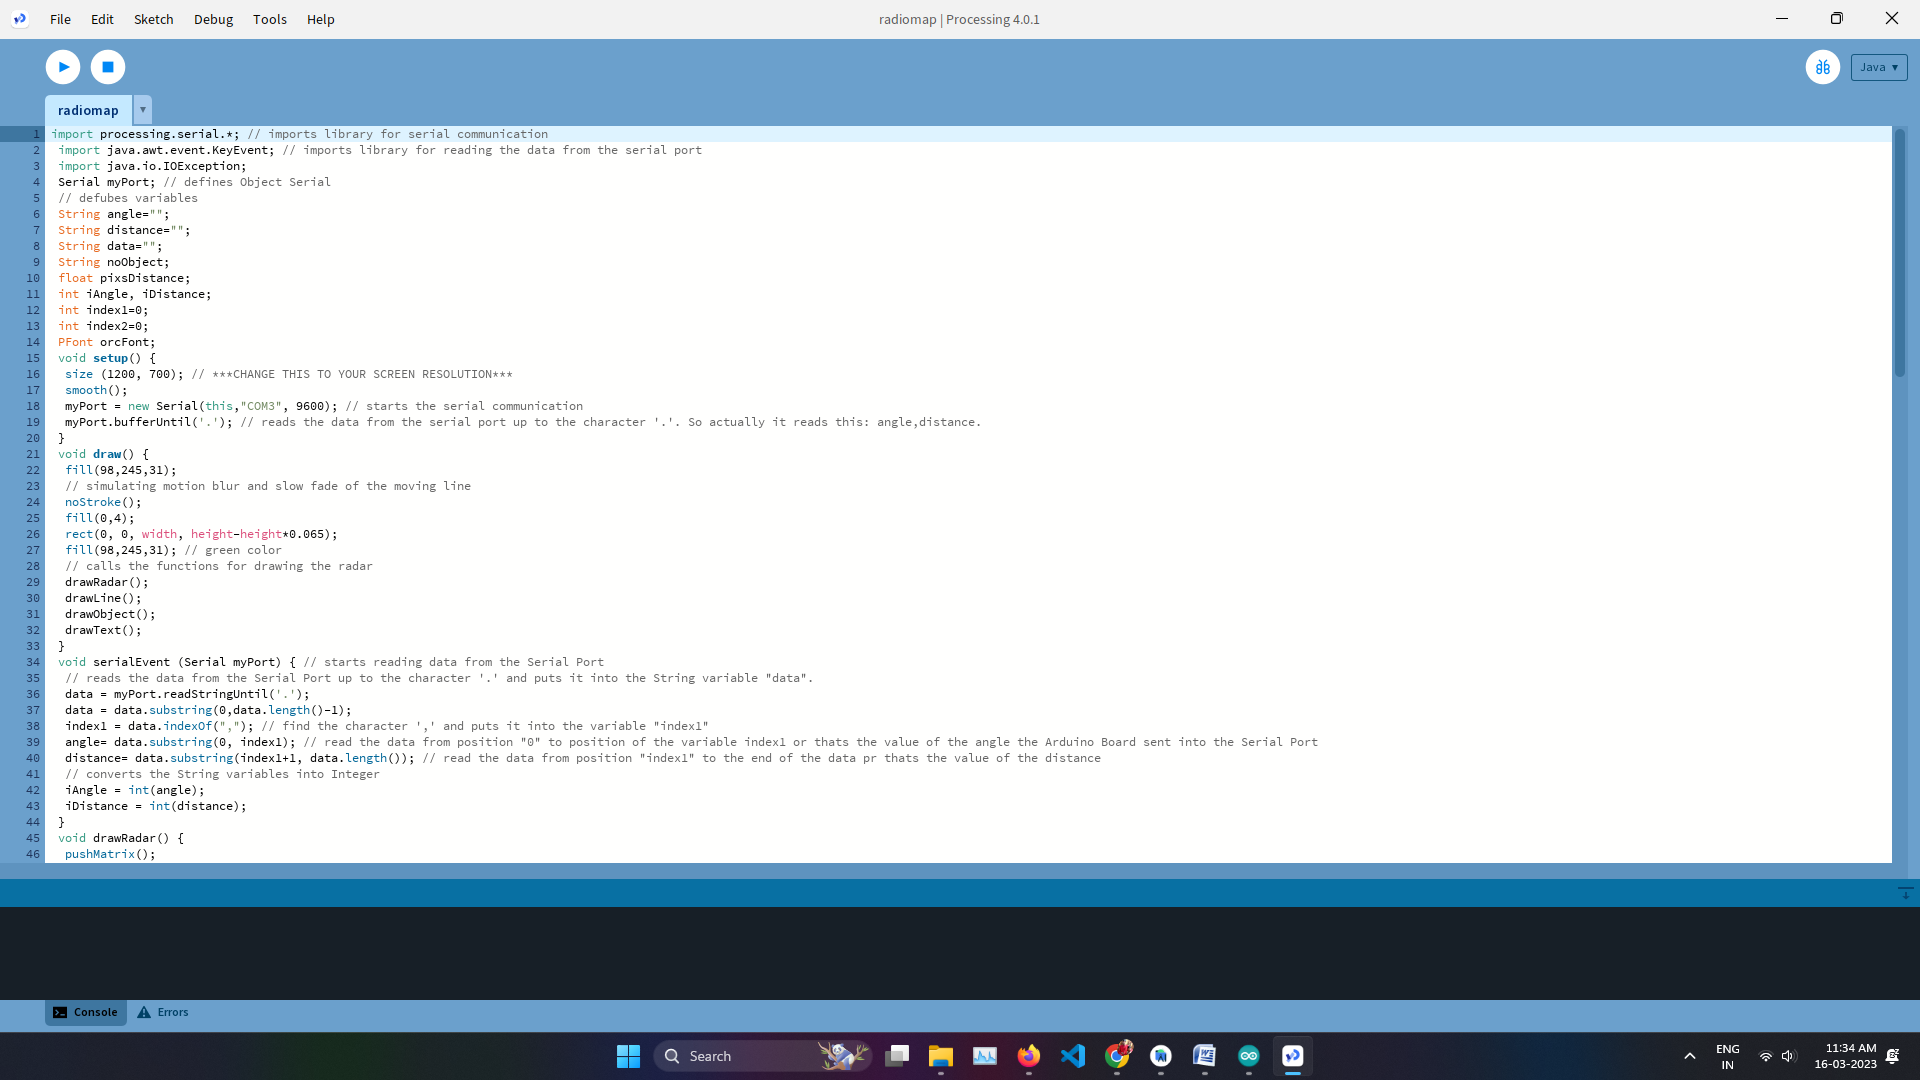 File Edit Sketch Debug Tools Help
radiomap | Processing 4.0.1
Java ▾
radiomap ▾
1 import processing.serial.*; // imports library for serial communication
2 import java.awt.event.KeyEvent; // imports library for reading the data from the serial port
3 import java.io.IOException;
4 Serial myPort; // defines Object Serial
5 // defubes variables
6 String angle="";
7 String distance="";
8 String data="";
9 String noObject;
10 float pixsDistance;
11 int iAngle, iDistance;
12 int index1=0;
13 int index2=0;
14 PFont orcFont;
15 void setup() {
16 size (1200, 700); // ***CHANGE THIS TO YOUR SCREEN RESOLUTION***
17 smooth();
18 myPort = new Serial(this,"COM3", 9600); // starts the serial communication
19 myPort.bufferUntil('.'); // reads the data from the serial port up to the character '.'. So actually it reads this: angle,distance.
20 }
21 void draw() {
22 fill(98,245,31);
23 // simulating motion blur and slow fade of the moving line
24 noStroke();
25 fill(0,4);
26 rect(0, 0, width, height-height*0.065);
27 fill(98,245,31); // green color
28 // calls the functions for drawing the radar
29 drawRadar();
30 drawLine();
31 drawObject();
32 drawText();
33 }
34 void serialEvent (Serial myPort) { // starts reading data from the Serial Port
35 // reads the data from the Serial Port up to the character '.' and puts it into the String variable "data".
36 data = myPort.readStringUntil('.');
37 data = data.substring(0,data.length()-1);
38 index1 = data.indexOf(","); // find the character ',' and puts it into the variable "index1"
39 angle= data.substring(0, index1); // read the data from position "0" to position of the variable index1 or thats the value of the angle the Arduino Board sent into the Serial Port
40 distance= data.substring(index1+1, data.length()); // read the data from position "index1" to the end of the data pr thats the value of the distance
41 // converts the String variables into Integer
42 iAngle = int(angle);
43 iDistance = int(distance);
44 }
45 void drawRadar() {
46 pushMatrix();
Console Errors
Search
ENG
IN
11:34 AM
16-03-2023